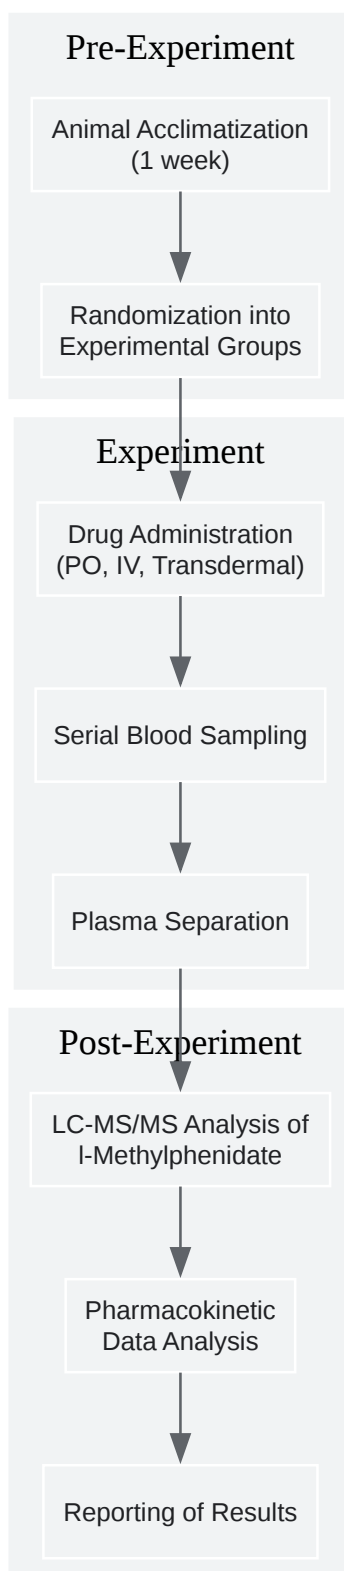 Pre-Experiment
Animal Acclimatization
(1 week)
Randomization into
Experimental Groups
Experiment
Drug Administration
(PO, IV, Transdermal)
Serial Blood Sampling
Plasma Separation
Post-Experiment
LC-MS/MS Analysis of
l-Methylphenidate
Pharmacokinetic
Data Analysis
Reporting of Results